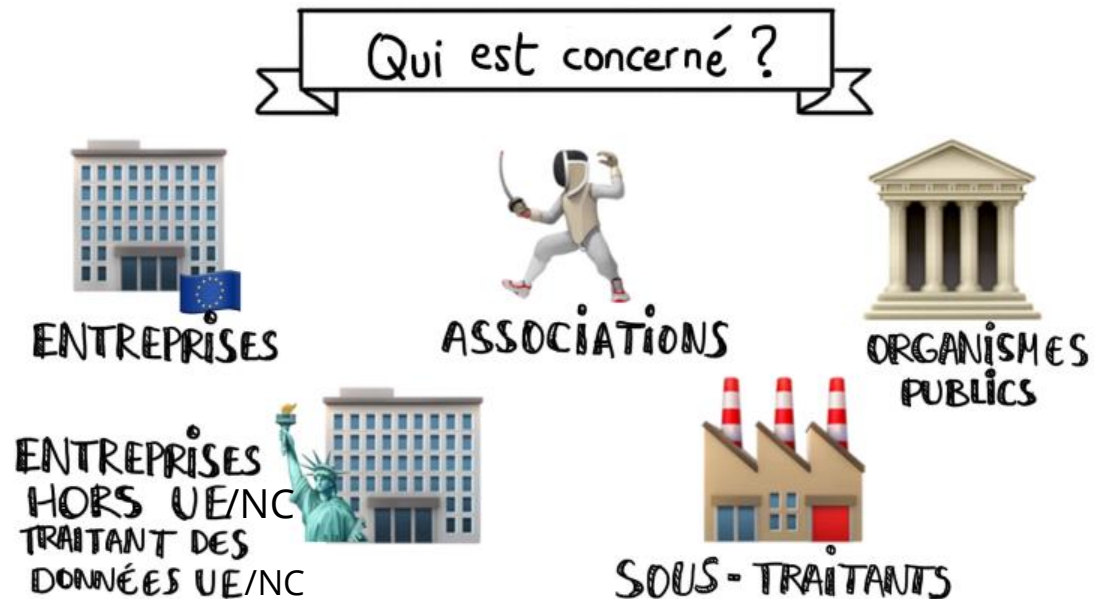 Qui est concerné ?
ENTREPRISES
ASSOCIATIONS
ORGANISMES
PUBLICS
ENTREPRISES
HORS UE/NC
TRAITANT DES
DONNÉES UE/NC
SOUS-TRAITANTS